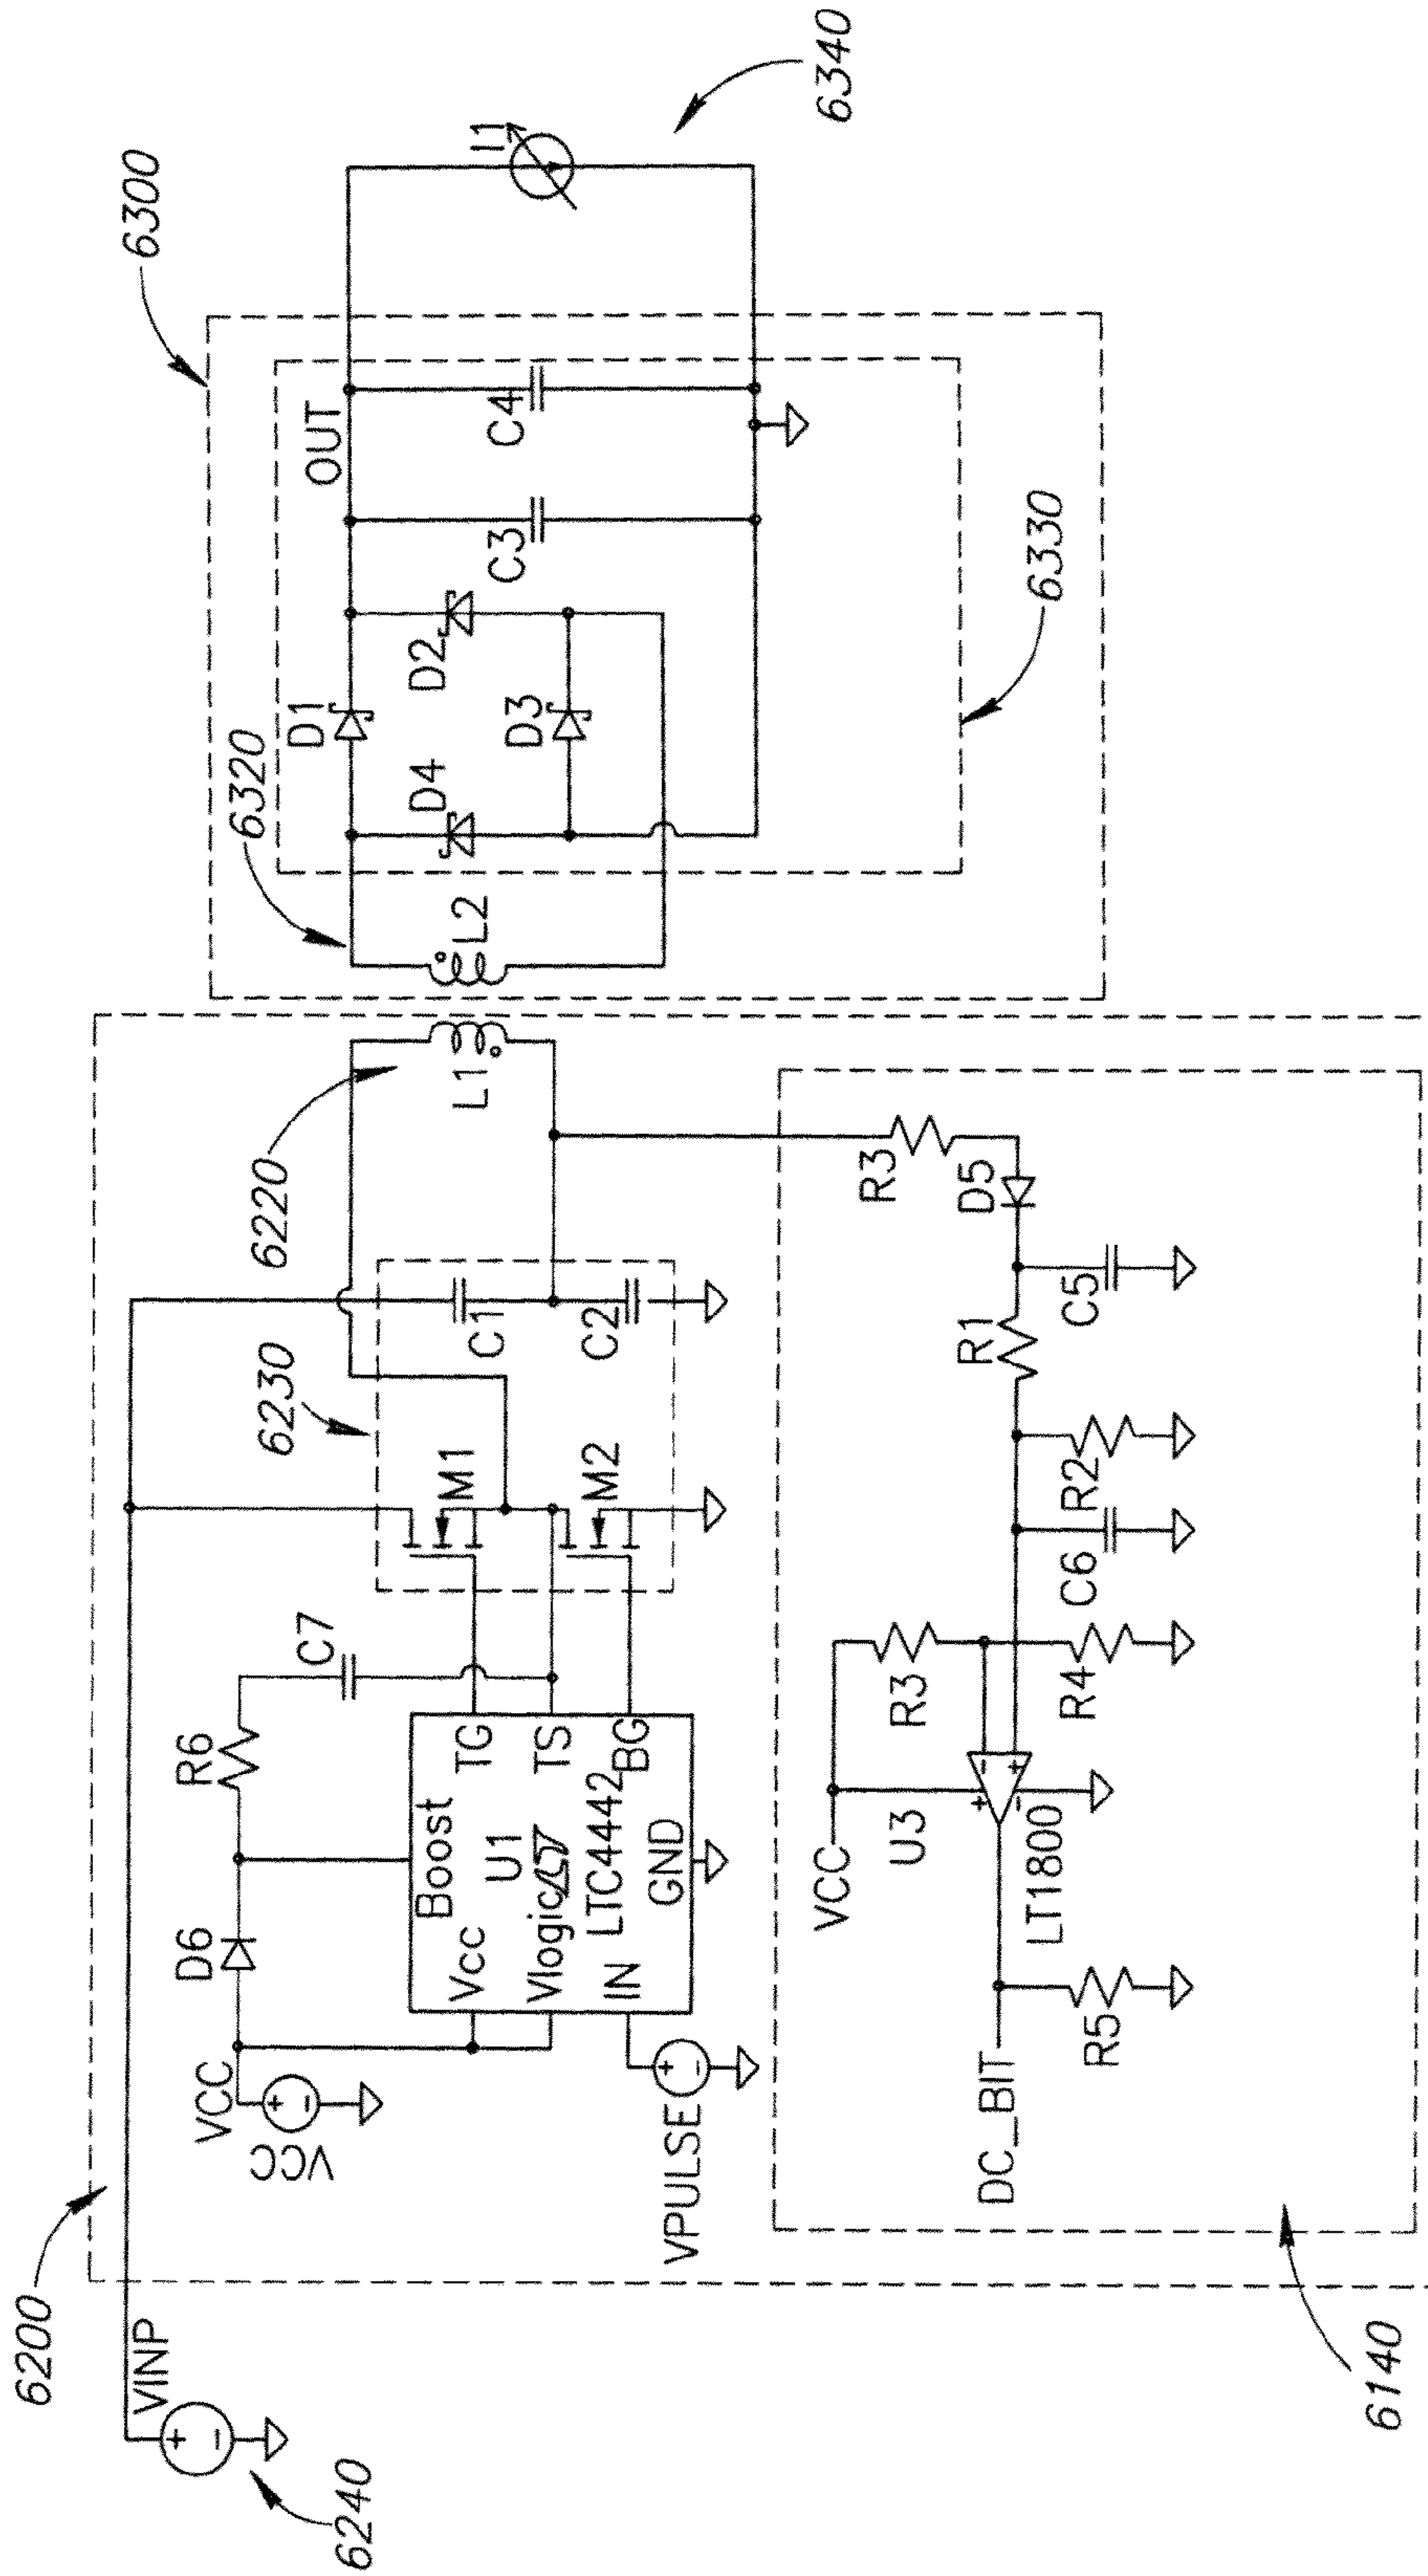 6200
VINP
6240
VCC
VCC
D6
R6
C7
Boost
Vcc
U1
Vlogic
LTC4442
IN
GND
TG
TS
BG
VPULSE
6230
M1
M2
C1
C2
6220
L1
6300
6320
L2
D1
D4
D2
D3
OUT
C3
C4
I1
6340
6330
R3
D5
C5
R1
R2
C6
R3
R4
VCC
U3
LT1800
DC_BIT
R5
6140